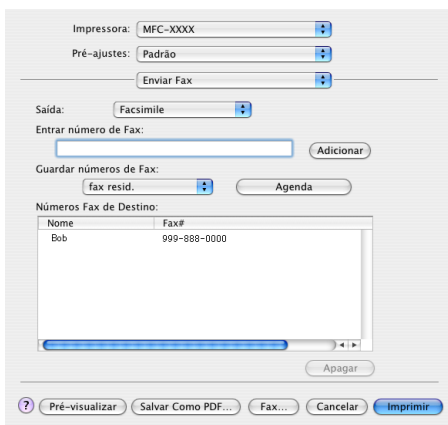 Impressora: MFC-XXXX
Pré-ajustes: Padrão
Enviar Fax
Saída: Facsimile
Entrar número de Fax:
Adicionar
Guardar números de Fax:
fax resid. Agenda
Números Fax de Destino:
Nome Fax#
Bob 999-888-0000
Apagar
? Pré-visualizar Salvar Como PDF... Fax... Cancelar Imprimir